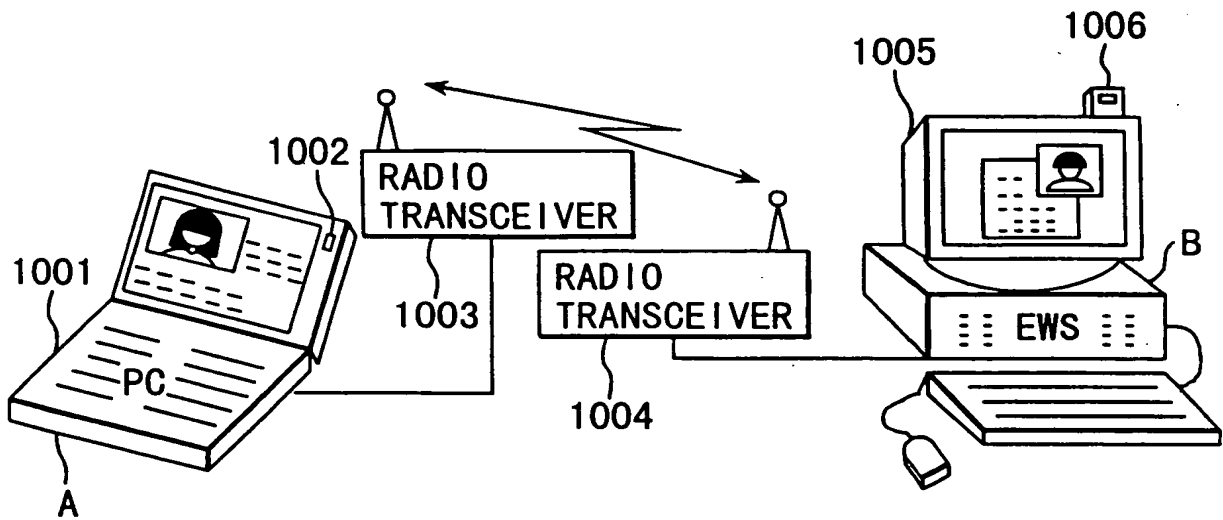 1006
1005
1002
RADIO
TRANSCEIVER
1001
1003
RADIO
TRANSCEIVER
B
EWS
PC
1004
A